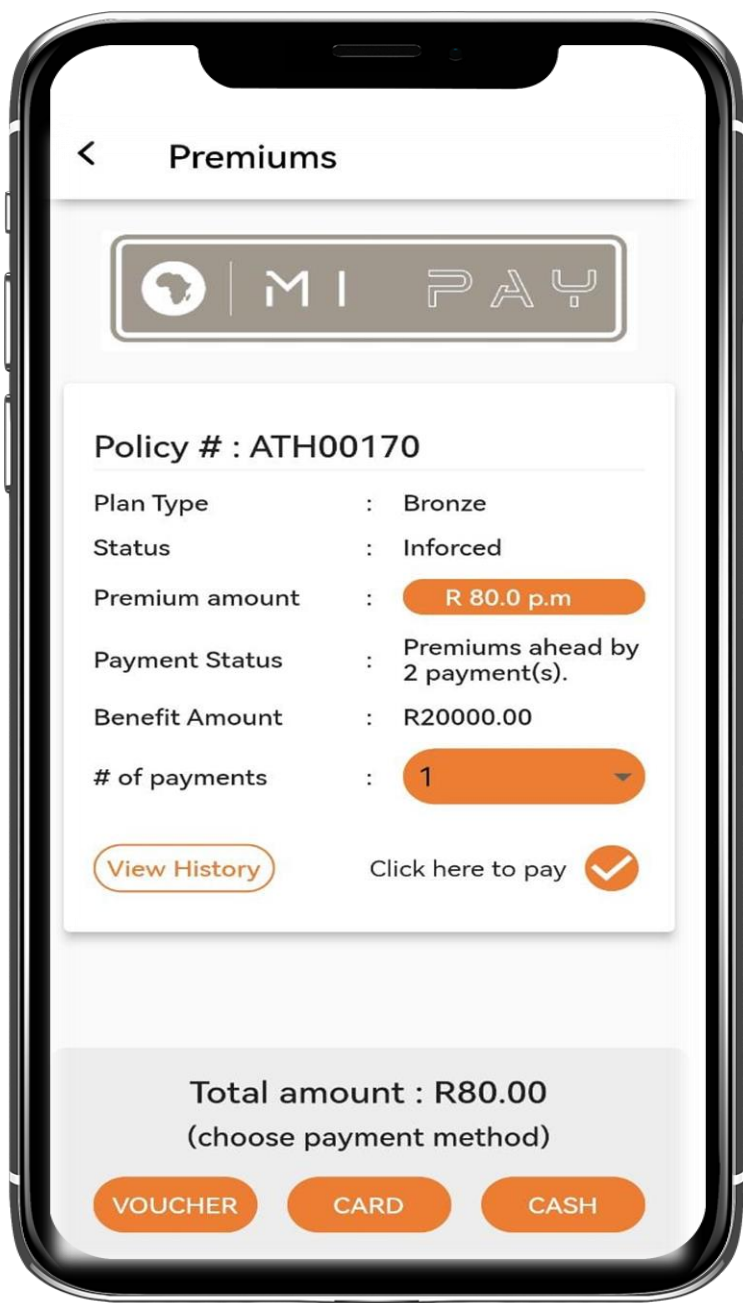 Premiums
MI PAY
Policy # : ATH00170
Plan Type : Bronze
Status : Inforced
Premium amount : R 80.0 p.m
Payment Status : Premiums ahead by
2 payment(s).
Benefit Amount : R20000.00
# of payments : 1
View History Click here to pay
Total amount : R80.00
(choose payment method)
VOUCHER CARD CASH